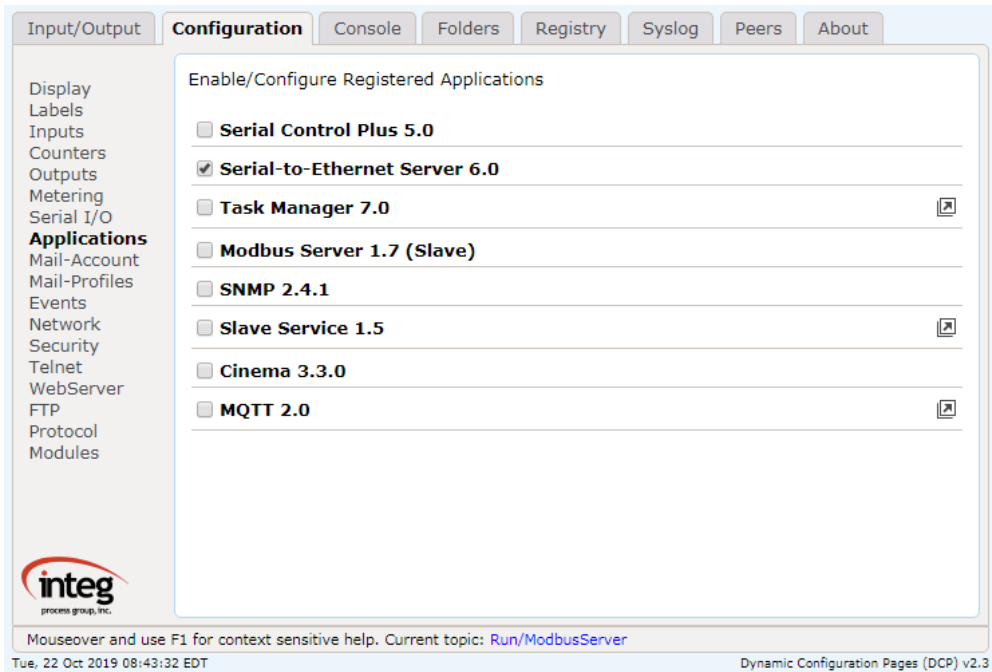 Input/Output Configuration Console Folders Registry Syslog Peers About
Display
Labels
Inputs
Counters
Outputs
Metering
Serial I/O
Applications
Mail-Account
Mail-Profiles
Events
Network
Security
Telnet
WebServer
FTP
Protocol
Modules
Enable/Configure Registered Applications
Serial Control Plus 5.0
Serial-to-Ethernet Server 6.0
Task Manager 7.0
Modbus Server 1.7 (Slave)
SNMP 2.4.1
Slave Service 1.5
Cinema 3.3.0
MQTT 2.0
integ
process group, inc.
Mouseover and use F1 for context sensitive help. Current topic: Run/ModbusServer
Tue, 22 Oct 2019 08:43:32 EDT Dynamic Configuration Pages (DCP) v2.3